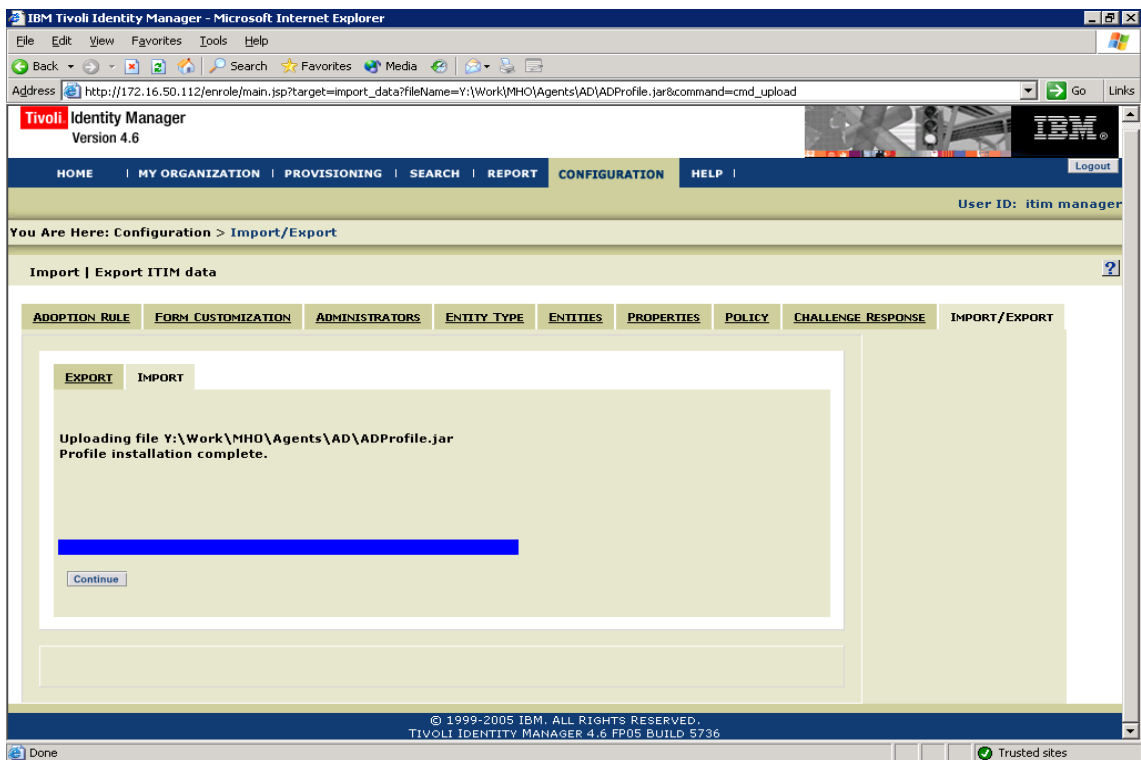 IBM Tivoli Identity Manager - Microsoft Internet Explorer
File Edit View Favorites Tools Help
Back Search Favorites Media
Address http://172.16.50.112/enrole/main.jsp?target=import_data?fileName=Y:\Work\MHO\Agents\AD\ADProfile.jar&command=cmd_upload Go Links
Tivoli. Identity Manager
Version 4.6
IBM®
HOME | MY ORGANIZATION | PROVISIONING | SEARCH | REPORT CONFIGURATION HELP | Logout
User ID: itim manager
You Are Here: Configuration > Import/Export
Import | Export ITIM data ?
ADOPTION RULE FORM CUSTOMIZATION ADMINISTRATORS ENTITY TYPE ENTITIES PROPERTIES POLICY CHALLENGE RESPONSE IMPORT/EXPORT
EXPORT IMPORT
Uploading file Y:\Work\MHO\Agents\AD\ADProfile.jar
Profile installation complete.
Continue
© 1999-2005 IBM. ALL RIGHTS RESERVED.
TIVOLI IDENTITY MANAGER 4.6 FP05 BUILD 5736
Done Trusted sites